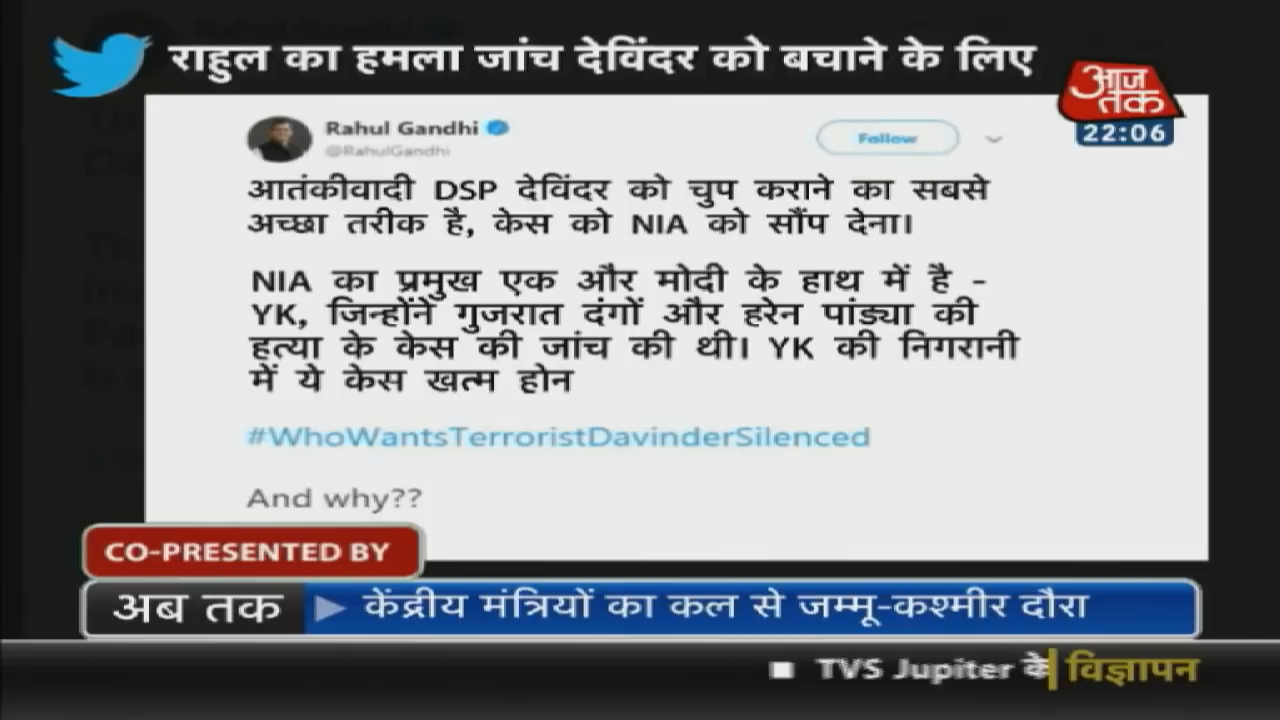 राहुल का हमला जांच देविंदर को बचाने के लिए
आज
तक
22:06
Rahul Gandhi
@RahulGandhi
Follow
आतंकीवादी DSP देविंदर को चुप कराने का सबसे
अच्छा तरीक है, केस को NIA को सौंप देना।
NIA का प्रमुख एक और मोदी के हाथ में है -
YK, जिन्होंने गुजरात दंगों और हरेन पांड्या की
हत्या के केस की जांच की थी। YK की निगरानी
में ये केस खत्म होन
#WhoWantsTerroristDavinderSilenced
And why??
CO-PRESENTED BY
अब तक
केंद्रीय मंत्रियों का कल से जम्मू-कश्मीर दौरा
TVS Jupiter के विज्ञापन